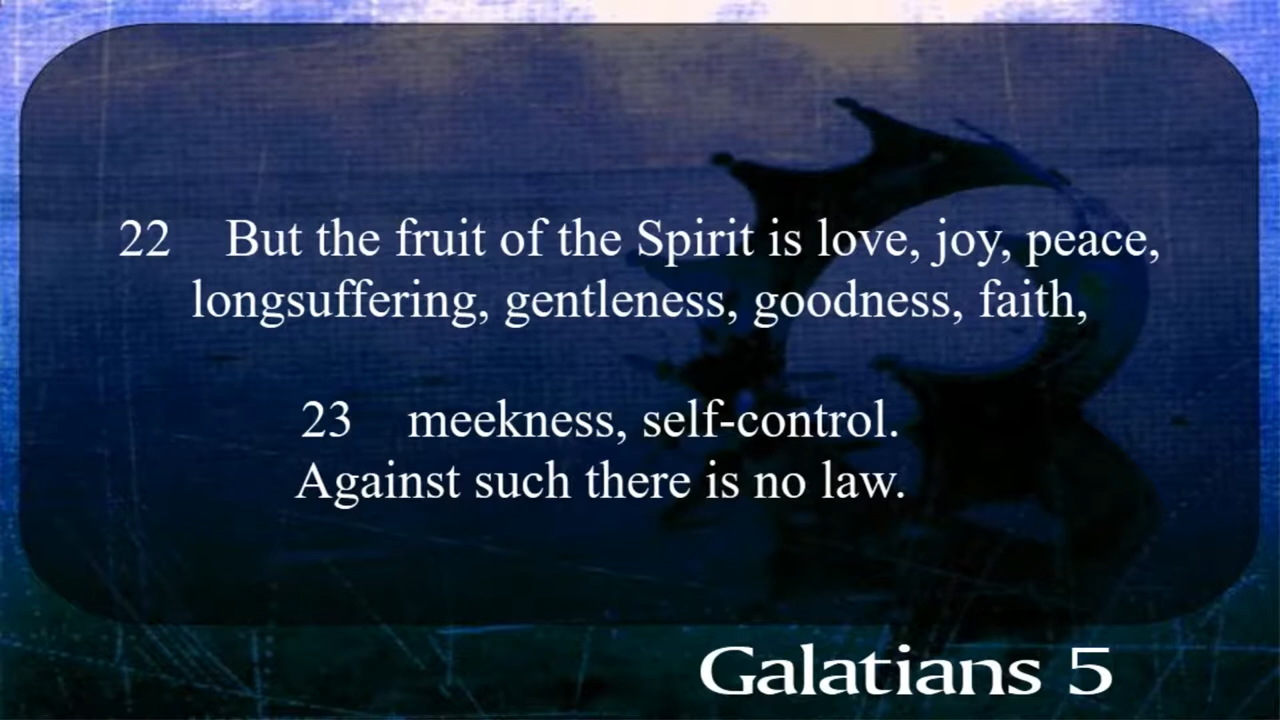 22 But the fruit of the Spirit is love, joy, peace,
longsuffering, gentleness, goodness, faith,
23 meekness, self-control.
Against such there is no law.
Galatians 5